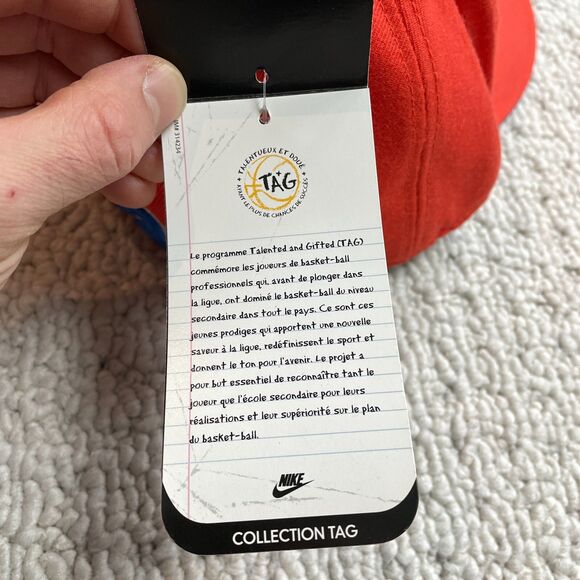 RM# 314234
TALENTUEUX ET DOUÉ
TAG
AYANT LE PLUS DE CHANCES DE SUCCÈS
Le programme Talented and Gifted (TAG)
commémore les joueurs de basket-ball
professionnels qui, avant de plonger dans
la ligue, ont dominé le basket-ball du niveau
secondaire dans tout le pays. Ce sont ces
jeunes prodiges qui apportent une nouvelle
saveur à la ligue, redéfinissent le sport et
donnent le ton pour l'avenir. Le projet a
pour but essentiel de reconnaître tant le
joueur que l'école secondaire pour leurs
réalisations et leur supériorité sur le plan
du basket-ball.
NIKE
COLLECTION TAG